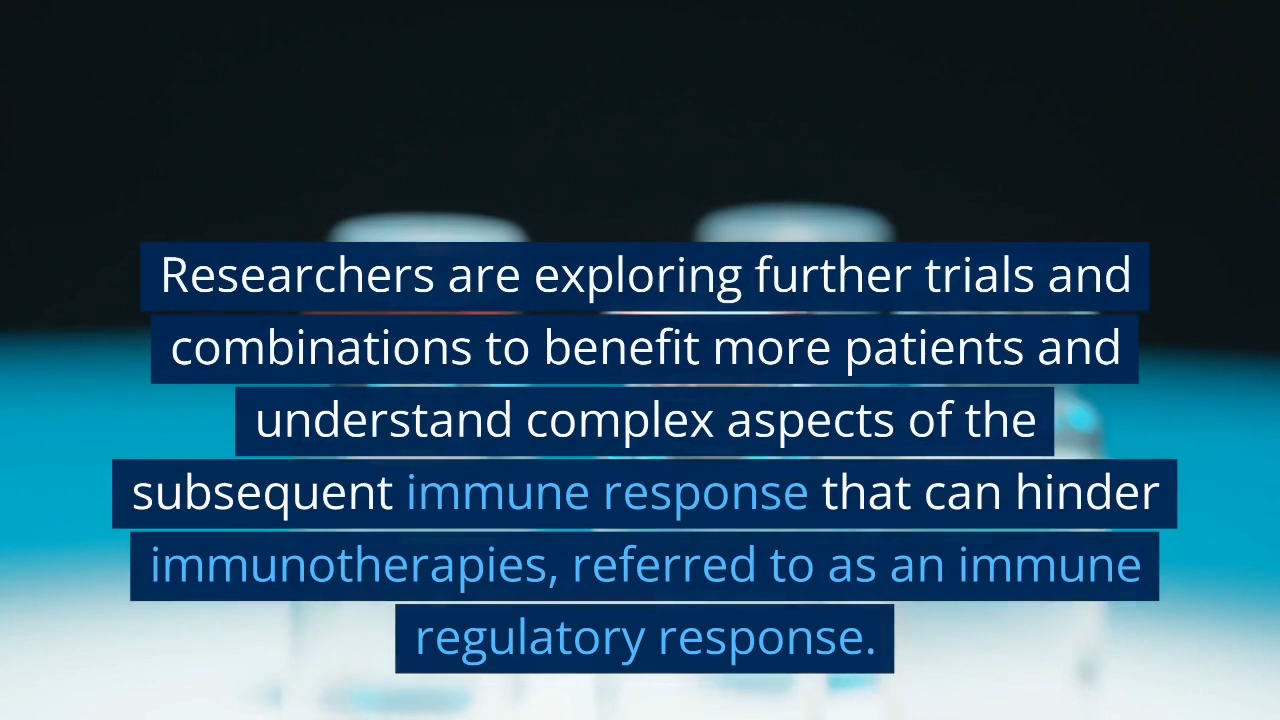 Researchers are exploring further trials and
combinations to benefit more patients and
understand complex aspects of the
subsequent immune response that can hinder
immunotherapies, referred to as an immune
regulatory response.